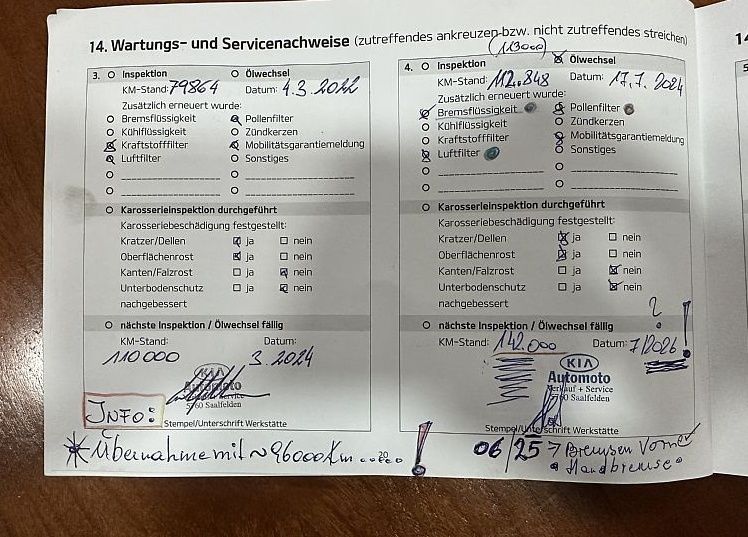 14. Wartungs- und Servicenachweise (zutreffendes ankreuzen bzw. nicht zutreffendes streichen)
3. Inspektion Ölwechsel
KM-Stand: 79864 Datum: 4.3.2022
Zusätzlich erneuert wurde:
Bremsflüssigkeit Pollenfilter
Kühlflüssigkeit Zündkerzen
Kraftstofffilter Mobilitätsgarantiemeldung
Luftfilter Sonstiges
Karosserieinspektion durchgeführt
Karosseriebeschädigung festgestellt:
Kratzer/Dellen ja nein
Oberflächenrost ja nein
Kanten/Falzrost ja nein
Unterbodenschutz ja nein
nachgebessert
nächste Inspektion / Ölwechsel fällig
KM-Stand: Datum:
110000 3.2024
KIA
Automoto
Service
5760 Saalfelden
Stempel/Unterschrift Werkstätte
(113000)
4. Inspektion Ölwechsel
KM-Stand: 112.848 Datum: 17.7.2024
Zusätzlich erneuert wurde:
Bremsflüssigkeit Pollenfilter
Kühlflüssigkeit Zündkerzen
Kraftstofffilter Mobilitätsgarantiemeldung
Luftfilter Sonstiges
Karosserieinspektion durchgeführt
Karosseriebeschädigung festgestellt:
Kratzer/Dellen ja nein
Oberflächenrost ja nein
Kanten/Falzrost ja nein
Unterbodenschutz ja nein
nachgebessert
?
nächste Inspektion / Ölwechsel fällig
KM-Stand: 142.000 Datum: 7/2026 !
KIA
Automoto
Verkauf + Service
5760 Saalfelden
Stempel/Unterschrift Werkstätte
INFO:
* Übernahme mit ~96000Km ..... !
06/25 > Bremsen Vorne
• Handbremse •
14
5